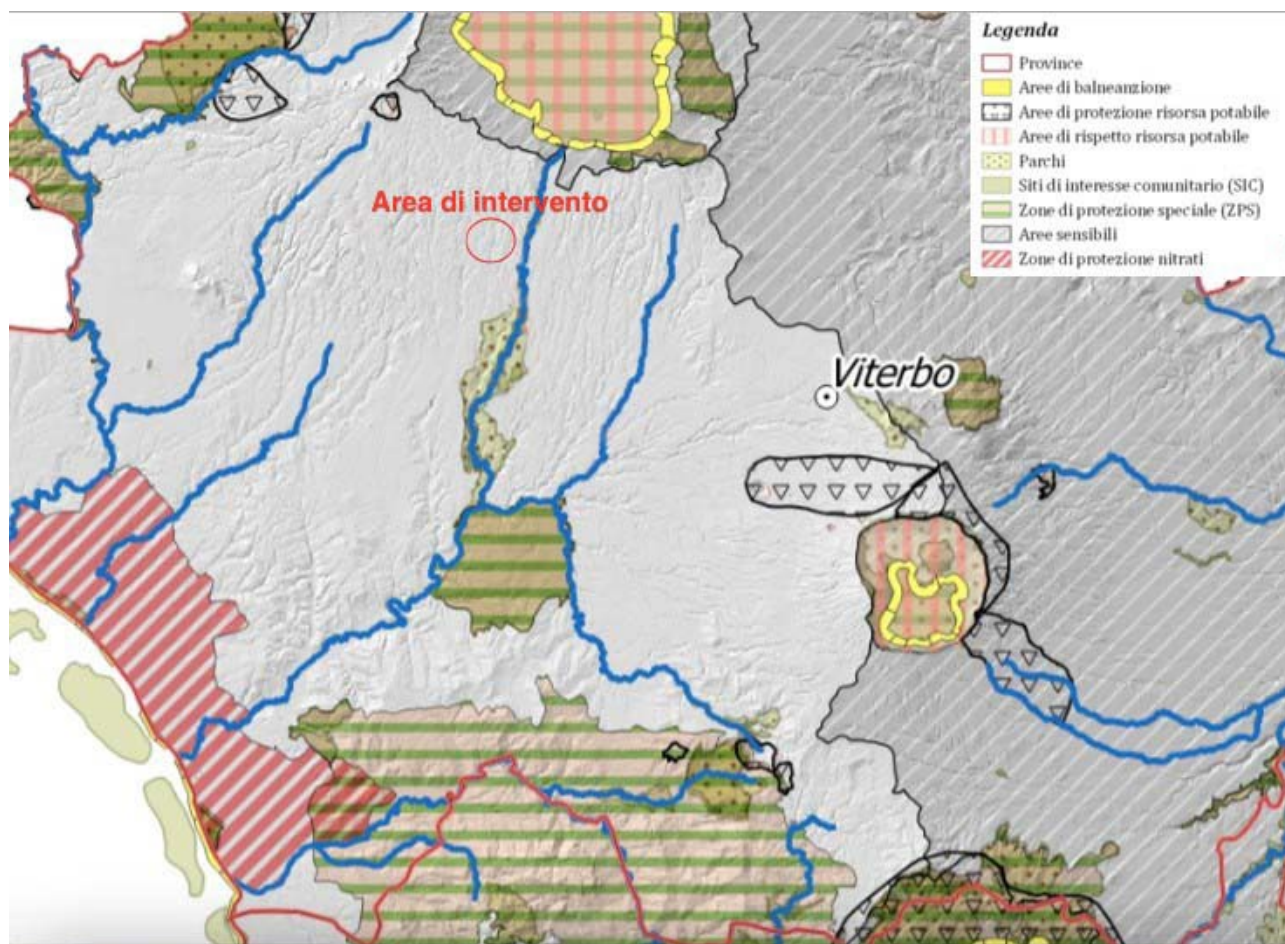 Legenda
Province
Aree di balneanzione
Aree di protezione risorsa potabile
Aree di rispetto risorsa potabile
Parchi
Siti di interesse comunitario (SIC)
Zone di protezione speciale (ZPS)
Aree sensibili
Zone di protezione nitrati
Area di intervento
Viterbo